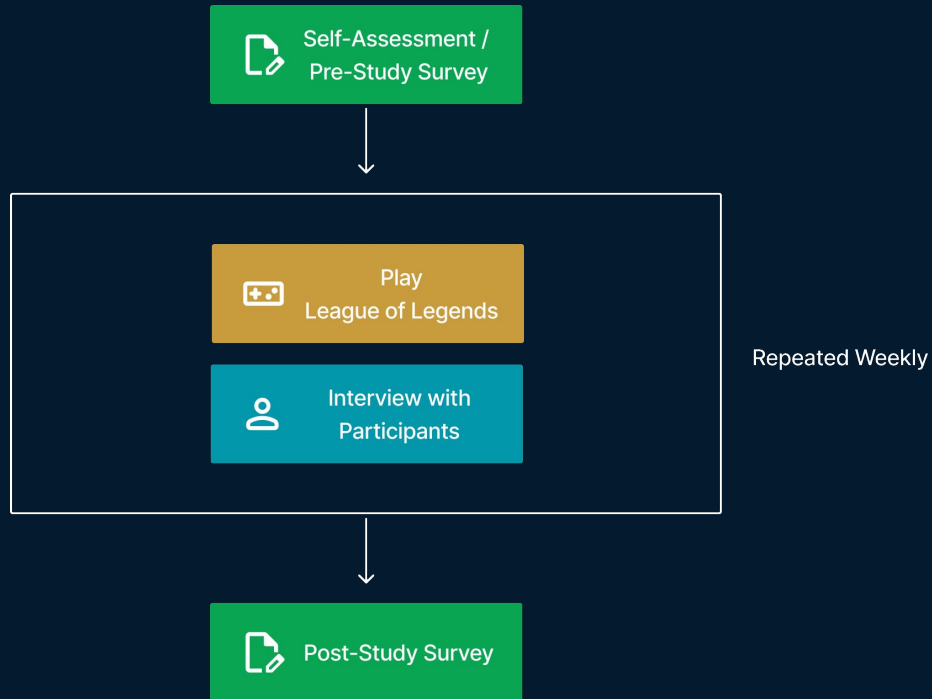 Self-Assessment /
Pre-Study Survey
Play
League of Legends
Repeated Weekly
Interview with
Participants
Post-Study Survey